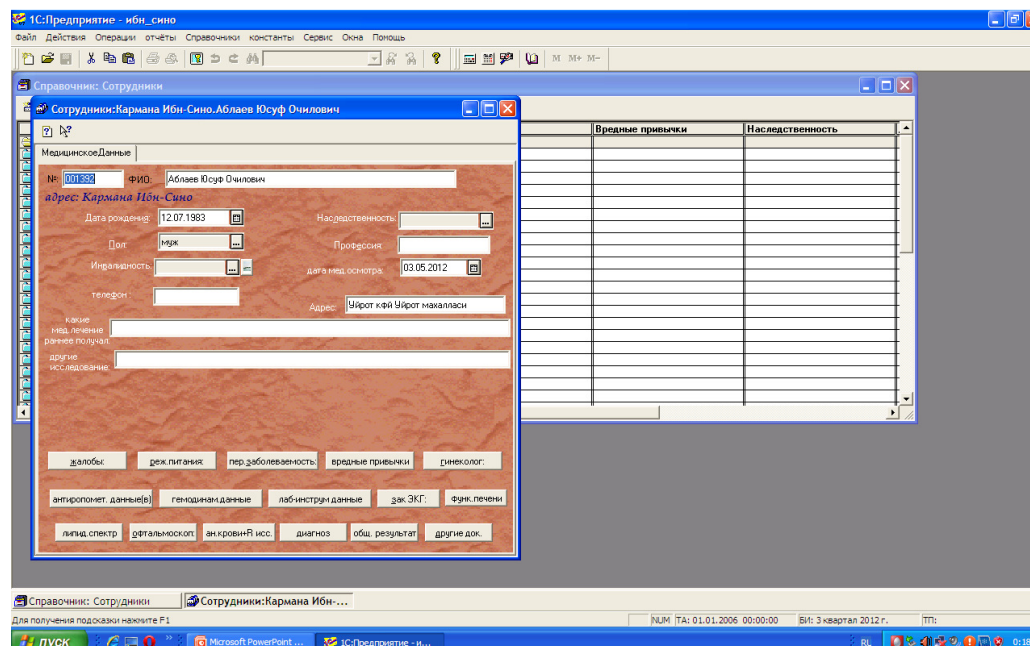 1С:Предприятие - ибн_сино
Файл Действия Операции отчёты Справочники константы Сервис Окна Помощь
M M+ M-
Справочник: Сотрудники
Сотрудники:Кармана Ибн-Сино.Аблаев Юсуф Очилович
Вредные привычки Наследственность
МедицинскоеДанные
№: 001392 ФИО: Аблаев Юсуф Очилович
адрес: Кармана Ибн-Сино
Дата рождения: 12.07.1983 Наследственность: ...
Пол: муж ... Профессия:
Инвалидность: ... дата мед осмотра: 03.05.2012
телефон: Адрес: Уйрот кфй Уйрот махалласи
какие
мед.лечение
раннее получал:
другие
исследование:
жалобы: реж.питания: пер.заболеваемость: вредные привычки гинеколог:
антиропомет. данные(в) гемодинам.данные лаб-инструм.данные зак.ЭКГ: функ.печени
липид.спектр офтальмоскоп: ан.крови+R исс. диагноз общ. результат другие док.
Справочник: Сотрудники Сотрудники:Кармана Ибн-...
Для получения подсказки нажмите F1 NUM TA: 01.01.2006 00:00:00 БИ: 3 квартал 2012 г. ТП:
пуск Microsoft PowerPoint ... 1С:Предприятие - и... RU 0:18